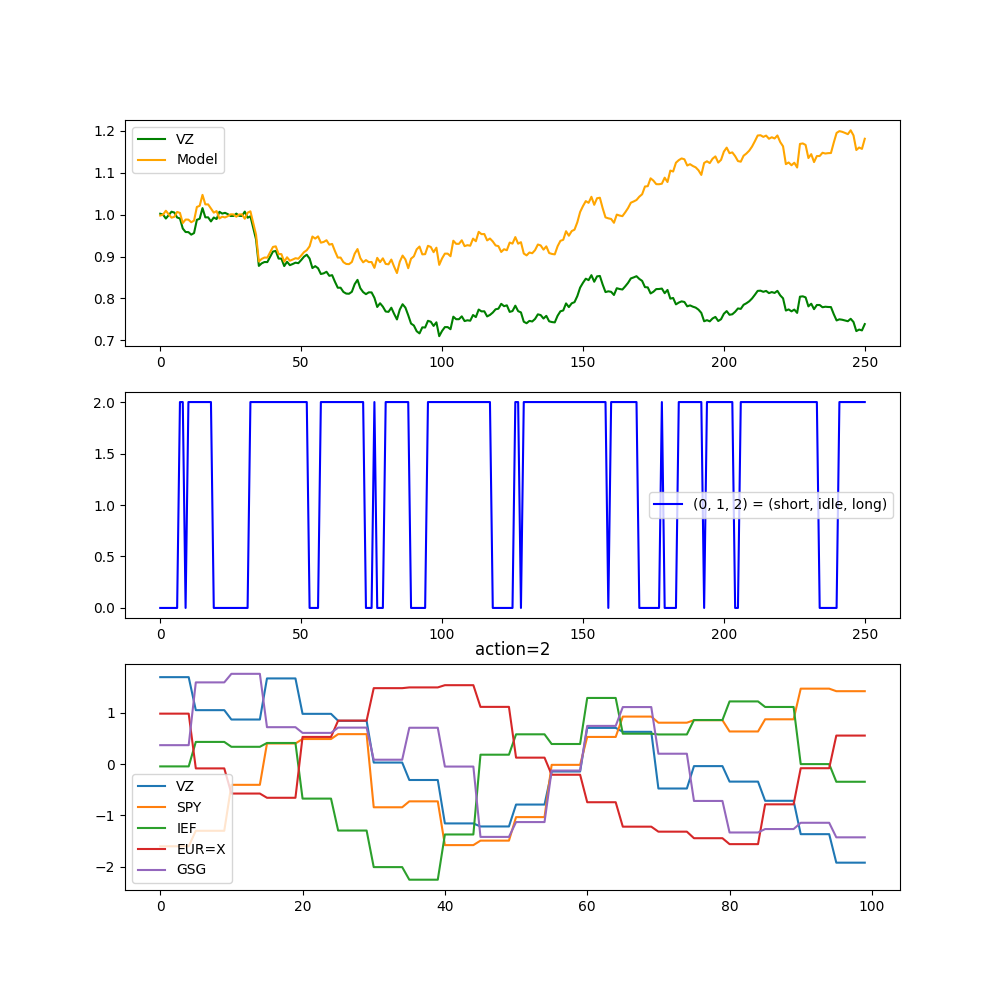 1.2
1.1
1.0
0.9
0.8
0.7
VZ
Model
0 50 100 150 200 250
2.0
1.5
1.0
0.5
0.0
(0, 1, 2) = (short, idle, long)
0 50 100 150 200 250
action=2
1
0
−1
−2
VZ
SPY
IEF
EUR=X
GSG
0 20 40 60 80 100